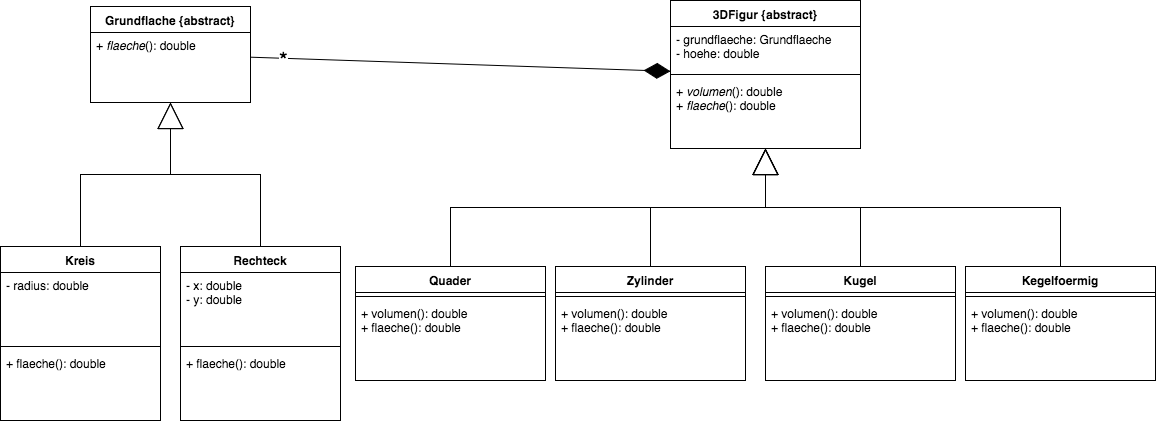 Grundflache {abstract}
+ flaeche(): double
*
3DFigur {abstract}
- grundflaeche: Grundflaeche
- hoehe: double
+ volumen(): double
+ flaeche(): double
Kreis
- radius: double
+ flaeche(): double
Rechteck
- x: double
- y: double
+ flaeche(): double
Quader
+ volumen(): double
+ flaeche(): double
Zylinder
+ volumen(): double
+ flaeche(): double
Kugel
+ volumen(): double
+ flaeche(): double
Kegelfoermig
+ volumen(): double
+ flaeche(): double